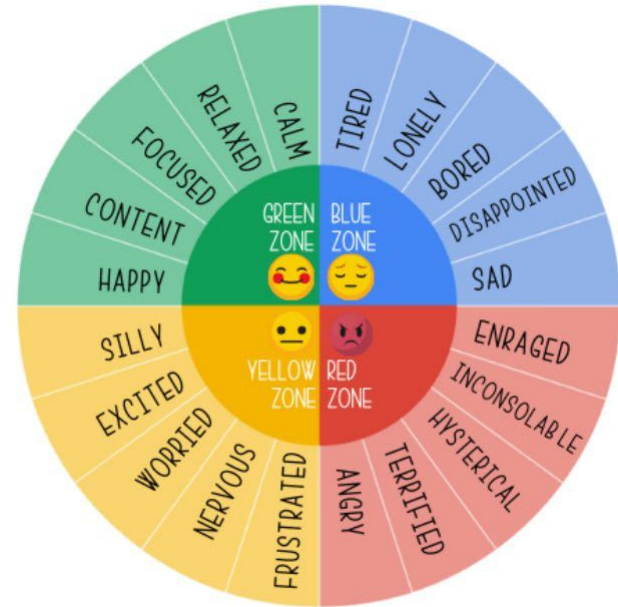 CALM
RELAXED
FOCUSED
CONTENT
HAPPY
TIRED
LONELY
BORED
DISAPPOINTED
SAD
GREEN
ZONE
BLUE
ZONE
YELLOW
ZONE
RED
ZONE
SILLY
EXCITED
WORRIED
NERVOUS
FRUSTRATED
ENRAGED
INCONSOLABLE
HYSTERICAL
TERRIFIED
ANGRY